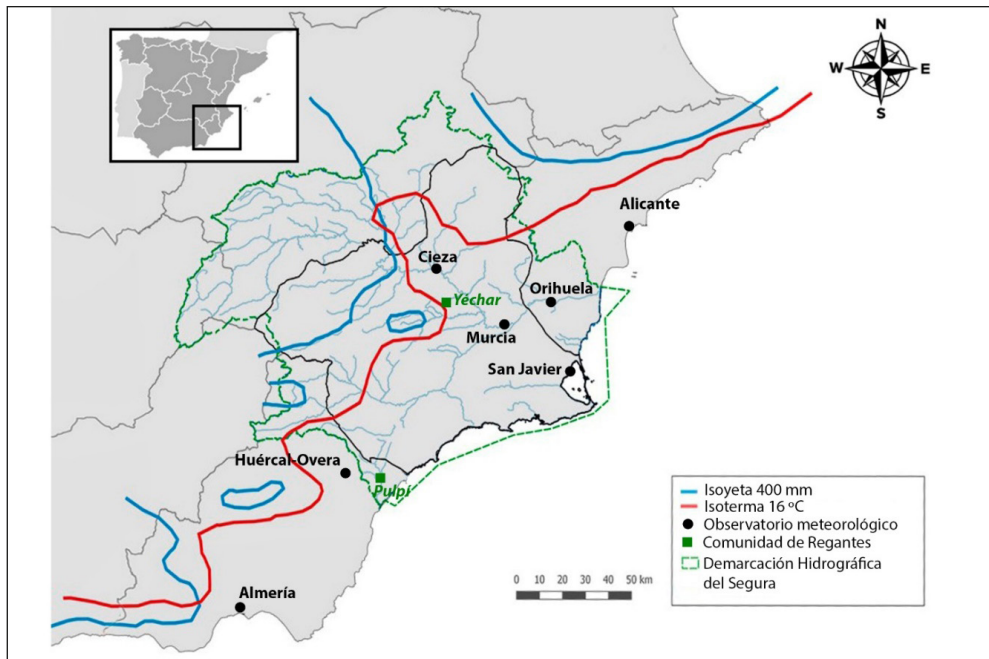 N
W E
S
Alicante
Cieza
Yéchar
Orihuela
Murcia
San Javier
Huércal-Overa
Pulpí
Almería
0 10 20 30 40 50 km
Isoyeta 400 mm
Isoterma 16 ºC
Observatorio meteorológico
Comunidad de Regantes
Demarcación Hidrográfica
del Segura